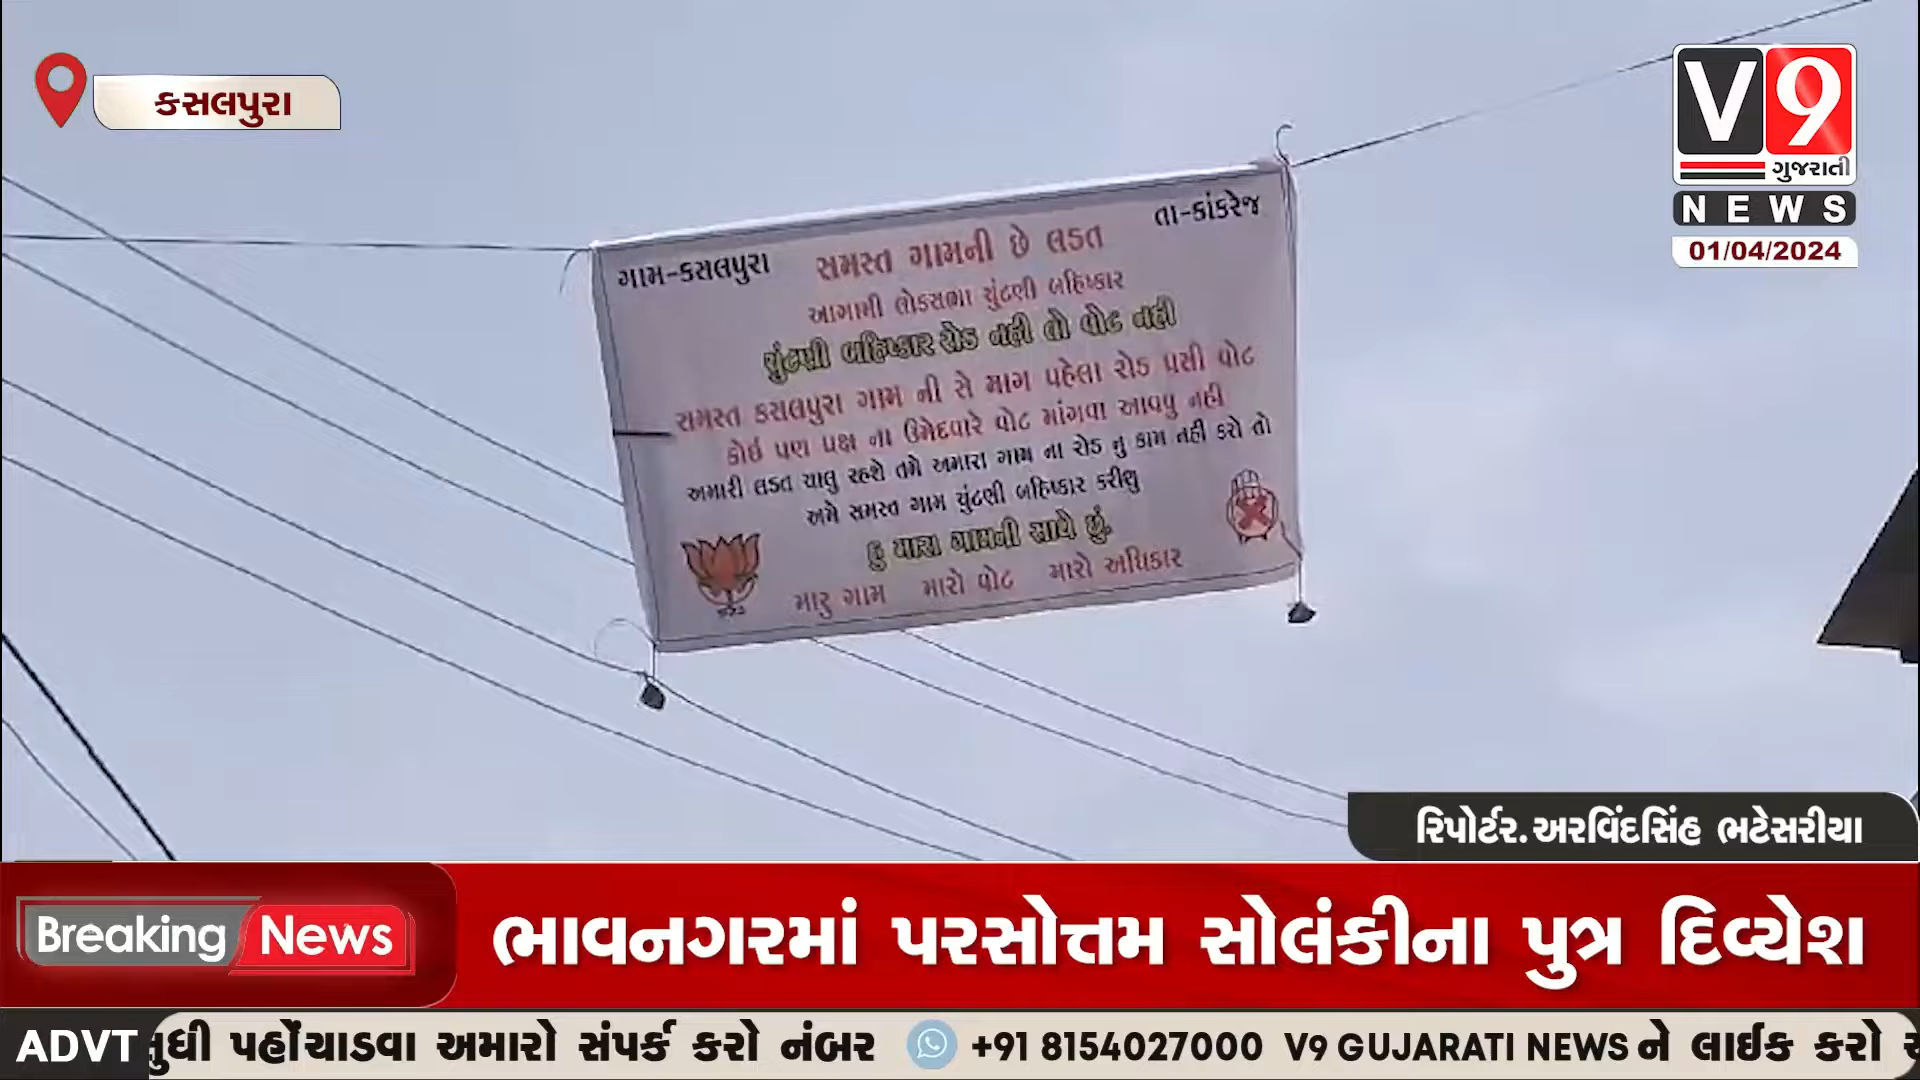 કસલપુરા
V9
ગુજરાતી
NEWS
01/04/2024
ગામ-કસલપુરા
સમસ્ત ગામની છે લડત
તા-કાંકરેજ
આગામી લોકસભા ચુંટણી બહિષ્કાર
ચુંટણી બહિષ્કાર રોડ નહી તો વોટ નહી
સમસ્ત કસલપુરા ગામ ની સે માગ પહેલા રોડ પસી વોટ
કોઈ પણ પક્ષ ના ઉમેદવારે વોટ માંગવા આવવુ નહી
અમારી લડત ચાલુ રહશે તમે અમારા ગામ ના રોડ નુ કામ નહી કરો તો
અમે સમસ્ત ગામ ચુંટણી બહિષ્કાર કરીશુ
હુ મારા ગામની સાથે છું.
મારુ ગામ મારો વોટ મારો અધિકાર
રિપોર્ટર.અરવિંદસિંહ ભટેસરીયા
Breaking News
ભાવનગરમાં પરસોત્તમ સોલંકીના પુત્ર દિવ્યેશ
ADVT
પહોંચાડવા અમારો સંપર્ક કરો નંબર +91 8154027000 V9 GUJARATI NEWS ને લાઈક કરો